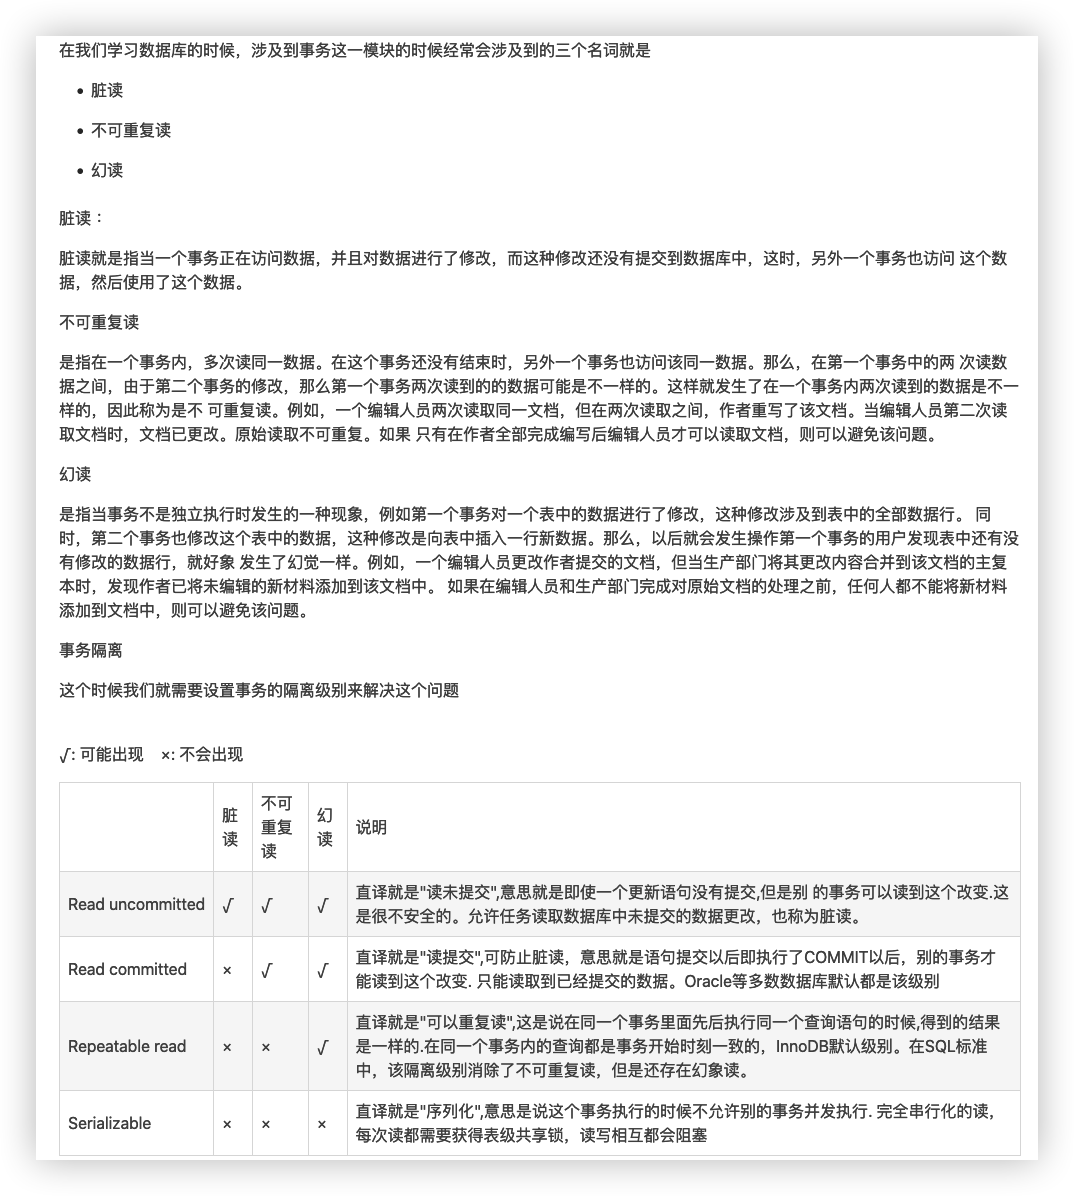 在我们学习数据库的时候，涉及到事务这一模块的时候经常会涉及到的三个名词就是
• 脏读
• 不可重复读
• 幻读
脏读：
脏读就是指当一个事务正在访问数据，并且对数据进行了修改，而这种修改还没有提交到数据库中，这时，另外一个事务也访问 这个数
据，然后使用了这个数据。
不可重复读
是指在一个事务内，多次读同一数据。在这个事务还没有结束时，另外一个事务也访问该同一数据。那么，在第一个事务中的两 次读数
据之间，由于第二个事务的修改，那么第一个事务两次读到的的数据可能是不一样的。这样就发生了在一个事务内两次读到的数据是不一
样的，因此称为是不 可重复读。例如，一个编辑人员两次读取同一文档，但在两次读取之间，作者重写了该文档。当编辑人员第二次读
取文档时，文档已更改。原始读取不可重复。如果 只有在作者全部完成编写后编辑人员才可以读取文档，则可以避免该问题。
幻读
是指当事务不是独立执行时发生的一种现象，例如第一个事务对一个表中的数据进行了修改，这种修改涉及到表中的全部数据行。 同
时，第二个事务也修改这个表中的数据，这种修改是向表中插入一行新数据。那么，以后就会发生操作第一个事务的用户发现表中还有没
有修改的数据行，就好象 发生了幻觉一样。例如，一个编辑人员更改作者提交的文档，但当生产部门将其更改内容合并到该文档的主复
本时，发现作者已将未编辑的新材料添加到该文档中。 如果在编辑人员和生产部门完成对原始文档的处理之前，任何人都不能将新材料
添加到文档中，则可以避免该问题。
事务隔离
这个时候我们就需要设置事务的隔离级别来解决这个问题
√: 可能出现 ×: 不会出现
脏读 不可重复读 幻读 说明
Read uncommitted √ √ √ 直译就是"读未提交",意思就是即使一个更新语句没有提交,但是别 的事务可以读到这个改变.这
是很不安全的。允许任务读取数据库中未提交的数据更改，也称为脏读。
Read committed × √ √ 直译就是"读提交",可防止脏读，意思就是语句提交以后即执行了COMMIT以后，别的事务才
能读到这个改变. 只能读取到已经提交的数据。Oracle等多数数据库默认都是该级别
Repeatable read × × √ 直译就是"可以重复读",这是说在同一个事务里面先后执行同一个查询语句的时候,得到的结果
是一样的.在同一个事务内的查询都是事务开始时刻一致的，InnoDB默认级别。在SQL标准
中，该隔离级别消除了不可重复读，但是还存在幻象读。
Serializable × × × 直译就是"序列化",意思是说这个事务执行的时候不允许别的事务并发执行. 完全串行化的读，
每次读都需要获得表级共享锁，读写相互都会阻塞